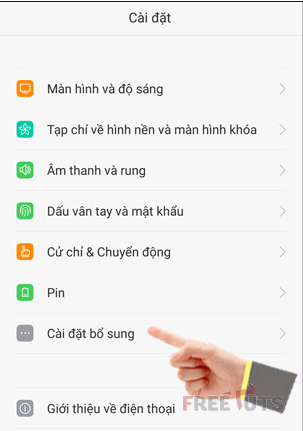 Cài đặt
Màn hình và độ sáng
Tạp chí về hình nền và màn hình khóa
Âm thanh và rung
Dấu vân tay và mật khẩu
Cử chỉ & Chuyển động
Pin
Cài đặt bổ sung
Giới thiệu về điện thoại
FREETUTS